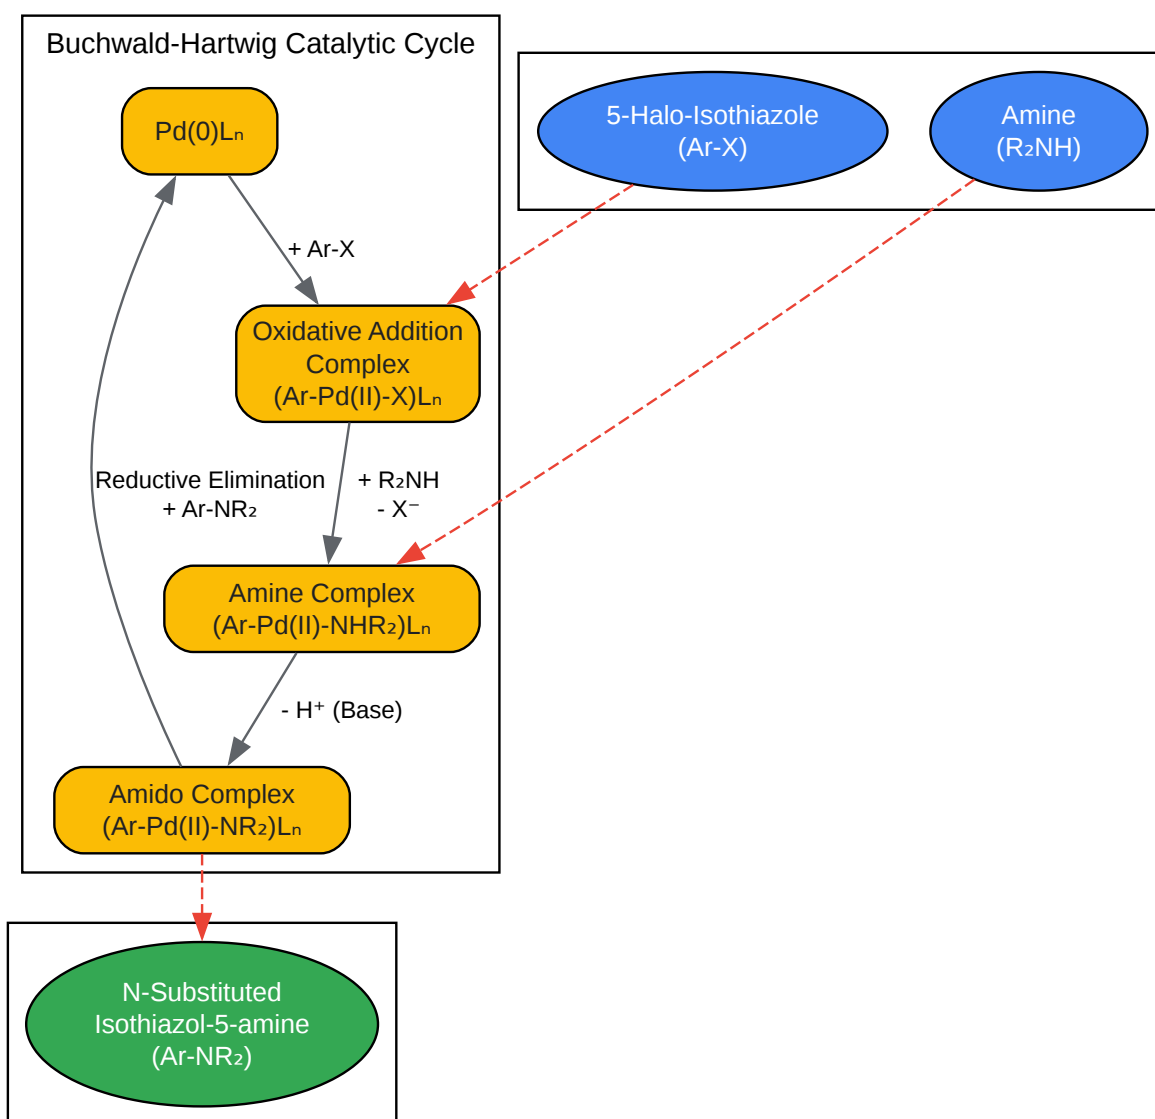 Buchwald-Hartwig Catalytic Cycle
Pd(0)Lₙ
5-Halo-Isothiazole
(Ar-X)
Amine
(R₂NH)
+ Ar-X
Oxidative Addition
Complex
(Ar-Pd(II)-X)Lₙ
Reductive Elimination
+ Ar-NR₂
+ R₂NH
- X⁻
Amine Complex
(Ar-Pd(II)-NHR₂)Lₙ
- H⁺ (Base)
Amido Complex
(Ar-Pd(II)-NR₂)Lₙ
N-Substituted
Isothiazol-5-amine
(Ar-NR₂)